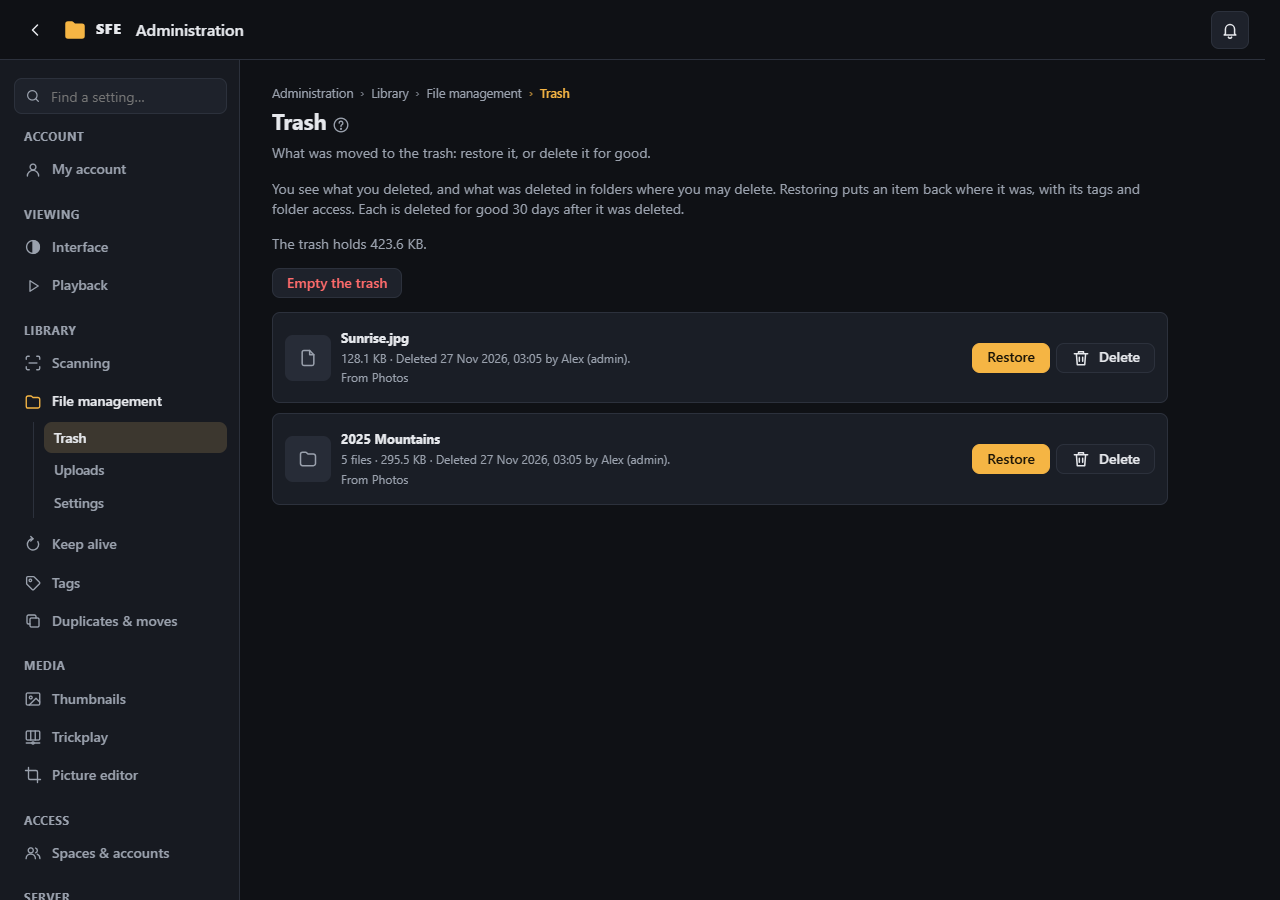 SFE Administration
Find a setting...
ACCOUNT
My account
VIEWING
Interface
Playback
LIBRARY
Scanning
File management
Trash
Uploads
Settings
Keep alive
Tags
Duplicates & moves
MEDIA
Thumbnails
Trickplay
Picture editor
ACCESS
Spaces & accounts
SERVER
Administration › Library › File management › Trash
Trash
What was moved to the trash: restore it, or delete it for good.
You see what you deleted, and what was deleted in folders where you may delete. Restoring puts an item back where it was, with its tags and
folder access. Each is deleted for good 30 days after it was deleted.
The trash holds 423.6 KB.
Empty the trash
Sunrise.jpg
128.1 KB · Deleted 27 Nov 2026, 03:05 by Alex (admin).
From Photos
Restore Delete
2025 Mountains
5 files · 295.5 KB · Deleted 27 Nov 2026, 03:05 by Alex (admin).
From Photos
Restore Delete